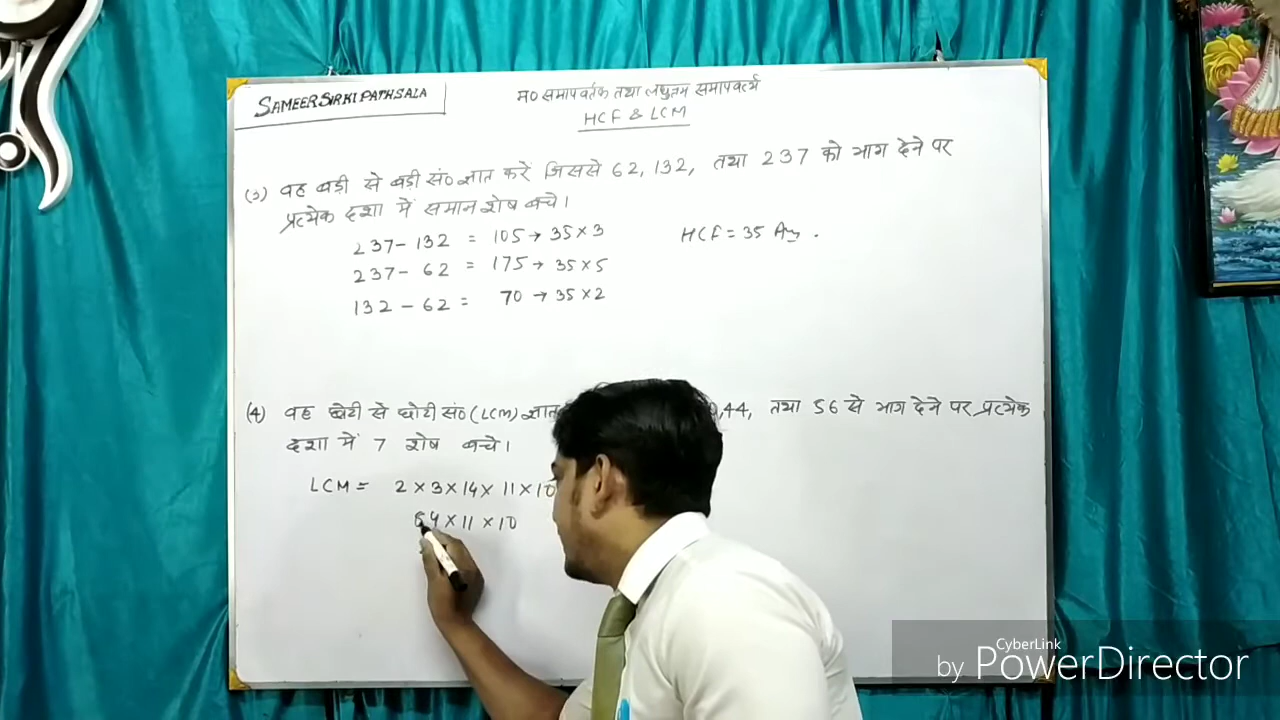 SAMEER SIR KI PATHSALA
म0 समापवर्तक तथा लघुतम समापवर्त्य
HCF & LCM
(3) वह बड़ी से बड़ी सं० ज्ञात करें जिससे 62, 132, तथा 237 को भाग देने पर
प्रत्येक दशा में समान शेष बच्चे।
237 - 132 = 105 → 35 × 3
HCF = 35 Ans.
237 - 62 = 175 → 35 × 5
132 - 62 = 70 → 35 × 2
(4) वह छोटी से छोटी सं० (LCM) ज्ञात ,44, तथा 56 से भाग देने पर प्रत्येक
दशा में 7 शेष बच्चे।
LCM = 2 × 3 × 14 × 11 × 10
84 × 11 × 10
CyberLink
by PowerDirector